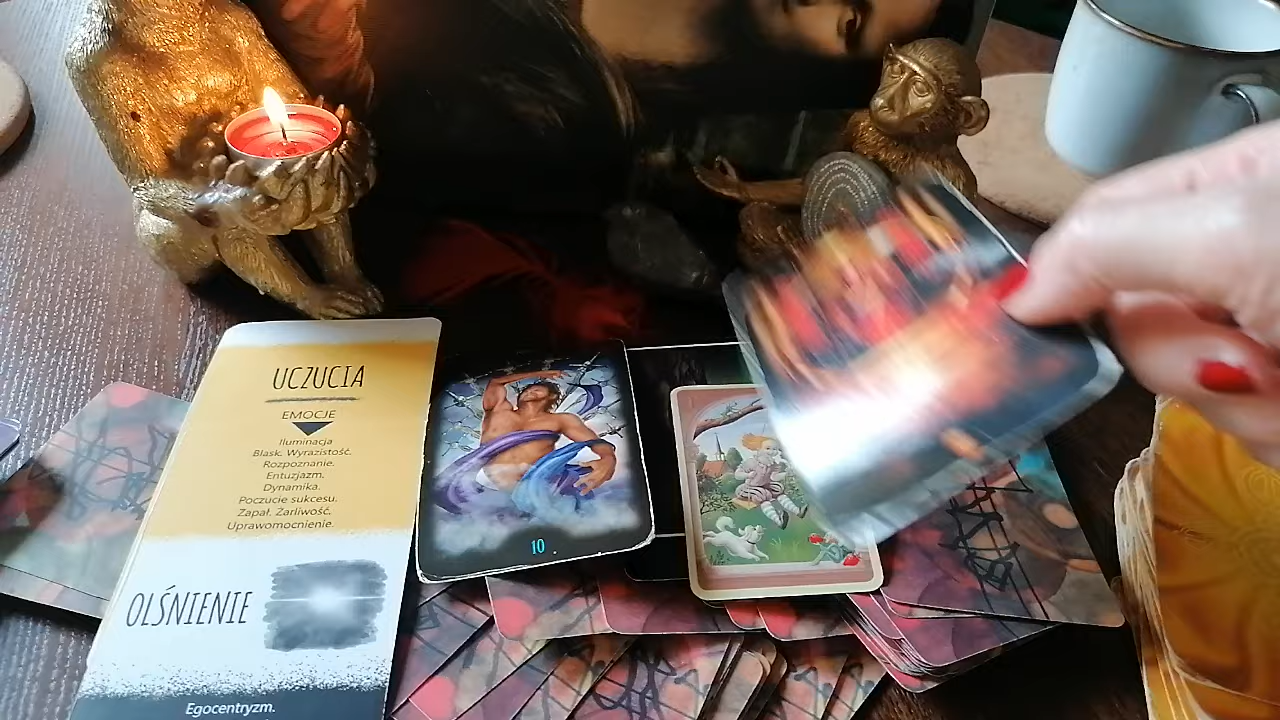 UCZUCIA
EMOCJE
Iluminacja
Blask. Wyrazistość.
Rozpoznanie.
Entuzjazm.
Dynamika.
Poczucie sukcesu.
Zapał. Żarliwość.
Uprawomocnienie.
OLŚNIENIE
Egocentryzm.
10